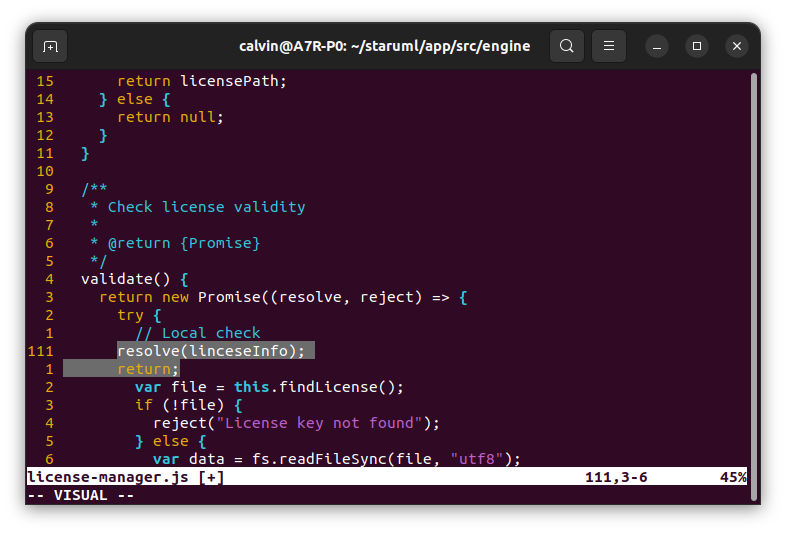 calvin@A7R-P0: ~/staruml/app/src/engine
15       return licensePath;
14     } else {
13       return null;
12     }
11   }
10
9   /**
8    * Check license validity
7    *
6    * @return {Promise}
5    */
4   validate() {
3     return new Promise((resolve, reject) => {
2       try {
1         // Local check
111       resolve(linceseInfo);
1       return;
2         var file = this.findLicense();
3         if (!file) {
4           reject("License key not found");
5         } else {
6           var data = fs.readFileSync(file, "utf8");
license-manager.js [+] 111,3-6 45%
-- VISUAL --